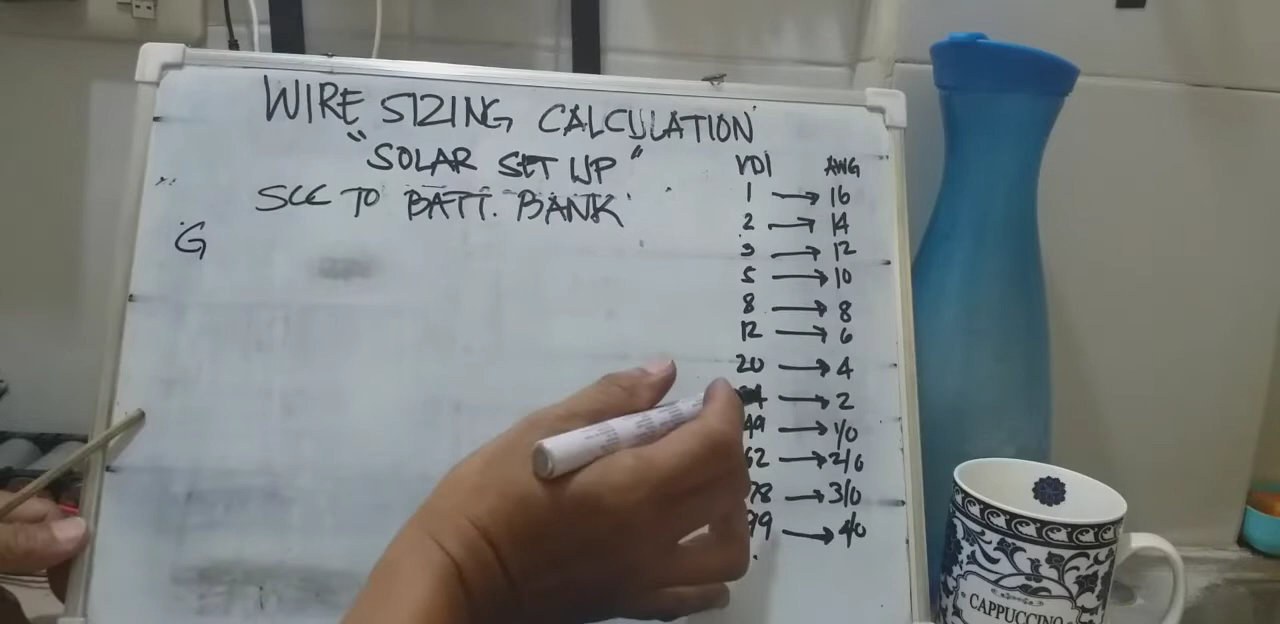 WIRE SIZING CALCULATION
"SOLAR SET UP"
SCC TO BATT. BANK
G
VDI AWG
1 → 16
2 → 14
3 → 12
5 → 10
8 → 8
12 → 6
20 → 4
→ 2
49 → 1/0
62 → 2/0
78 → 3/0
99 → 4/0
CAPPUCCINO